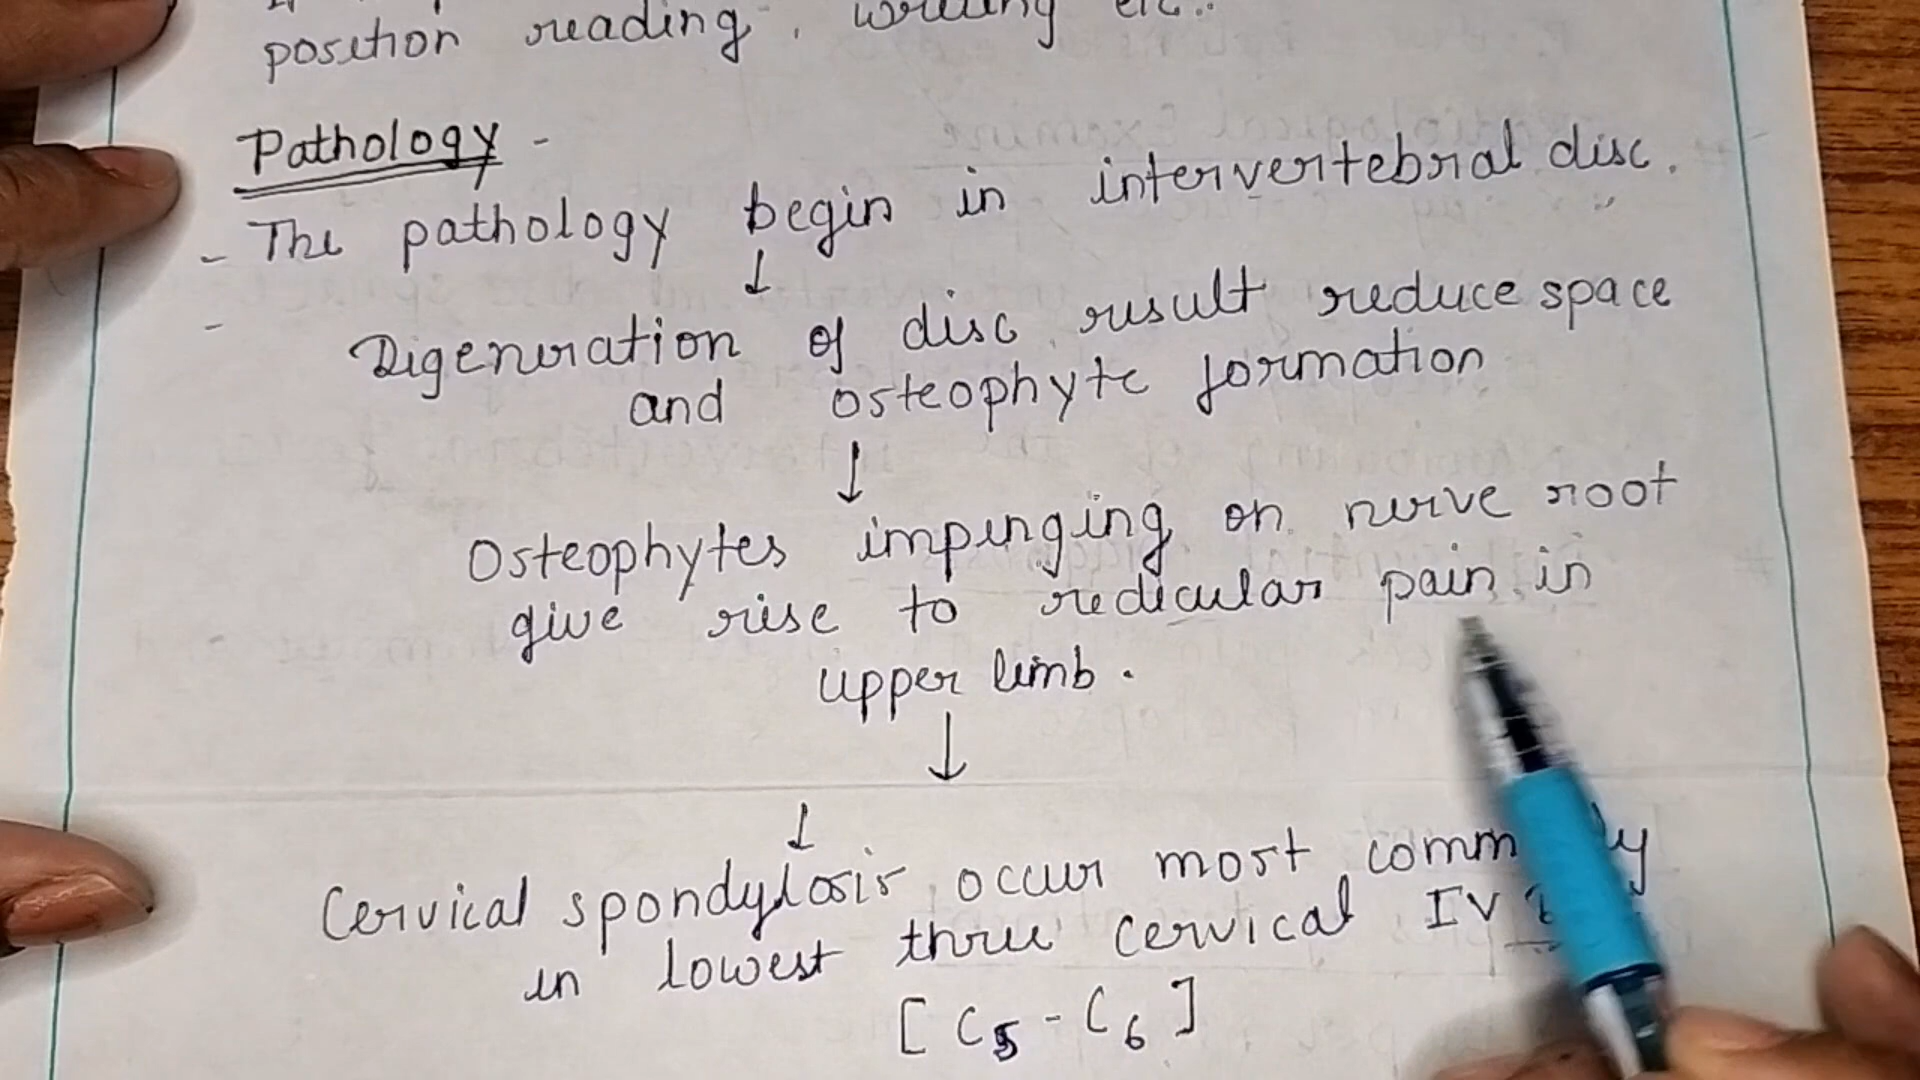 position reading, writing etc..
Pathology -
- The pathology begin in intervertebral disc.
↓
- Digeneration of disc result reduce space
and osteophyte formation
↓
Osteophytes impinging on nerve root
give rise to redicular pain in
upper limb.
↓
↓
Cervical spondylosis occur most
in lowest three cervical IV
[C5 - C6]